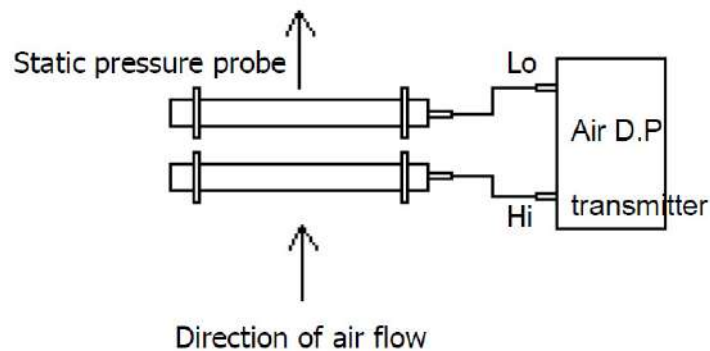 Static pressure probe
Lo
Air D.P
Hi
transmitter
Direction of air flow